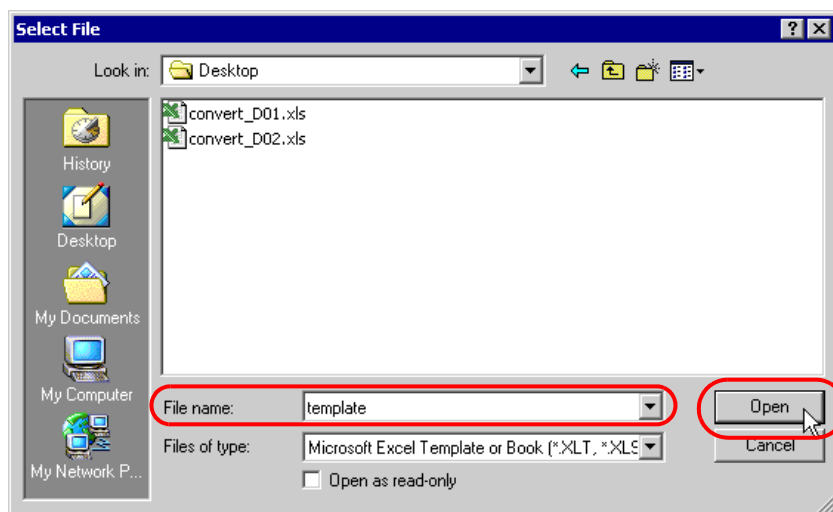 Select File
Look in: Desktop
convert_D01.xls
convert_D02.xls
History
Desktop
My Documents
My Computer
My Network P...
File name: template
Open
Files of type: Microsoft Excel Template or Book (*.XLT, *.XLS
Cancel
Open as read-only